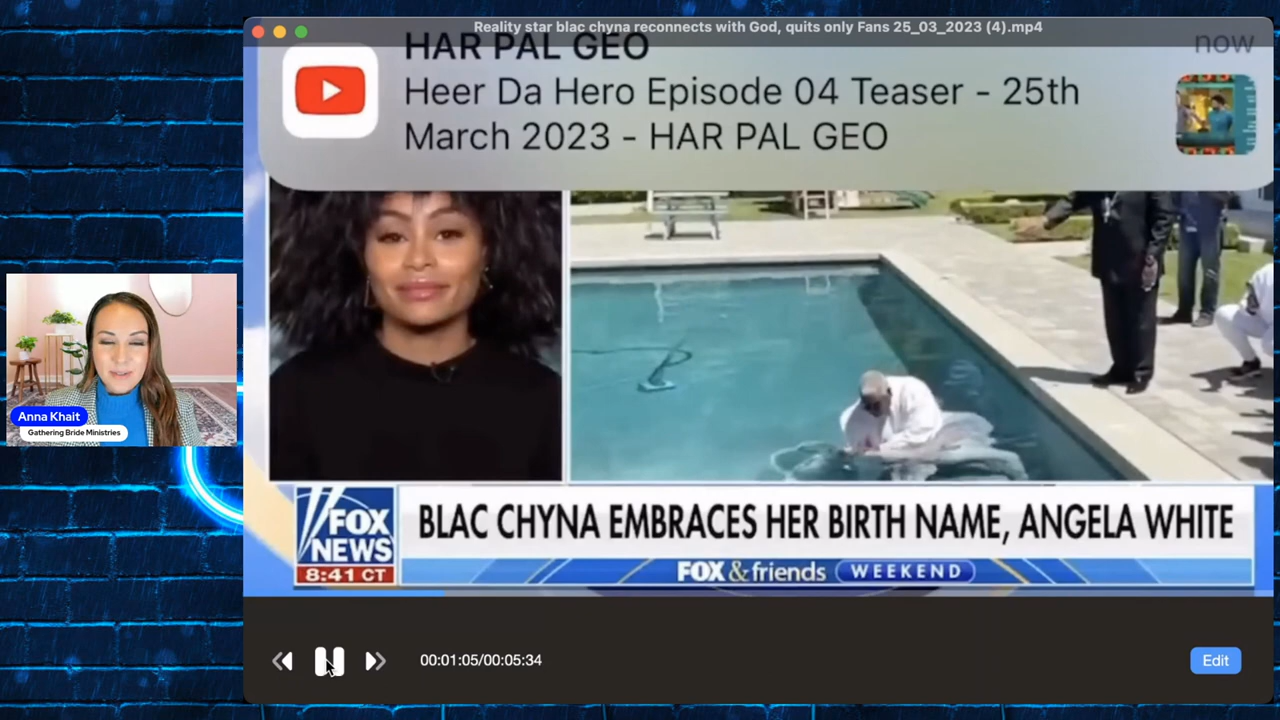 Reality star blac chyna reconnects with God, quits only Fans 25_03_2023 (4).mp4
HAR PAL GEO
now
Heer Da Hero Episode 04 Teaser - 25th
March 2023 - HAR PAL GEO
Anna Khait
Gathering Bride Ministries
FOX
NEWS
8:41 CT
BLAC CHYNA EMBRACES HER BIRTH NAME, ANGELA WHITE
FOX & friends WEEKEND
00:01:05/00:05:34
Edit